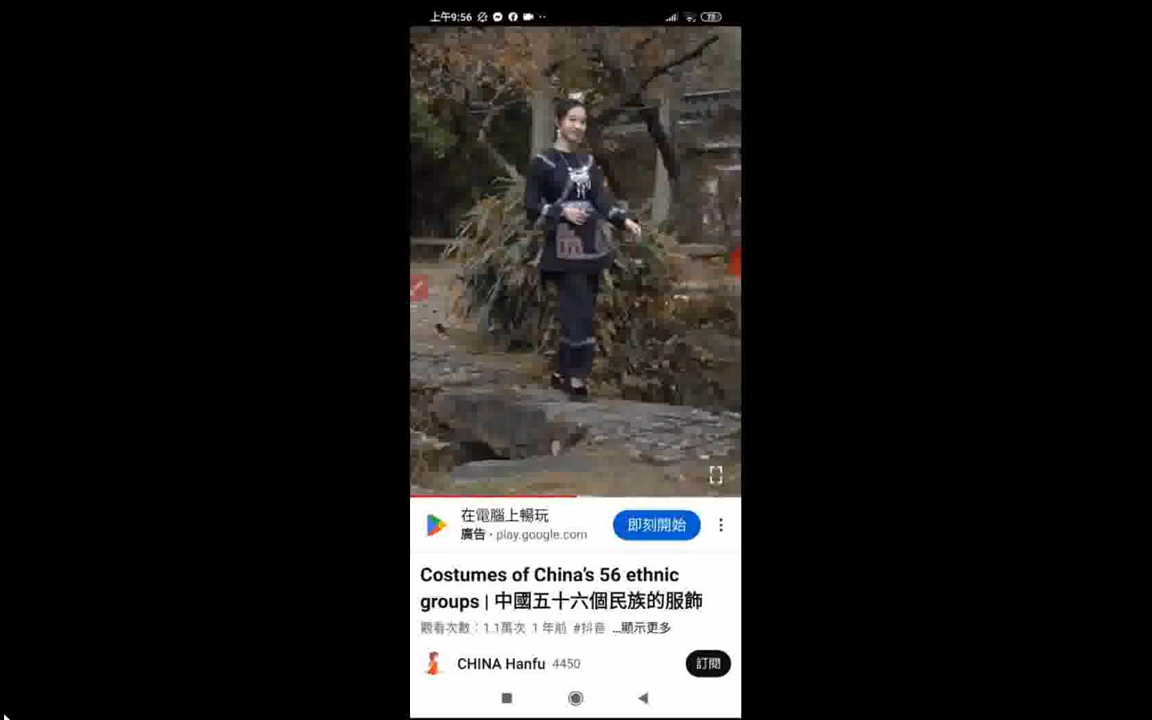 上午9:56
73
在電腦上暢玩
廣告 · play.google.com
即刻開始
Costumes of China's 56 ethnic
groups | 中國五十六個民族的服飾
觀看次數：1.1萬次 1 年前 #抖音 ...顯示更多
CHINA Hanfu 4450
訂閱